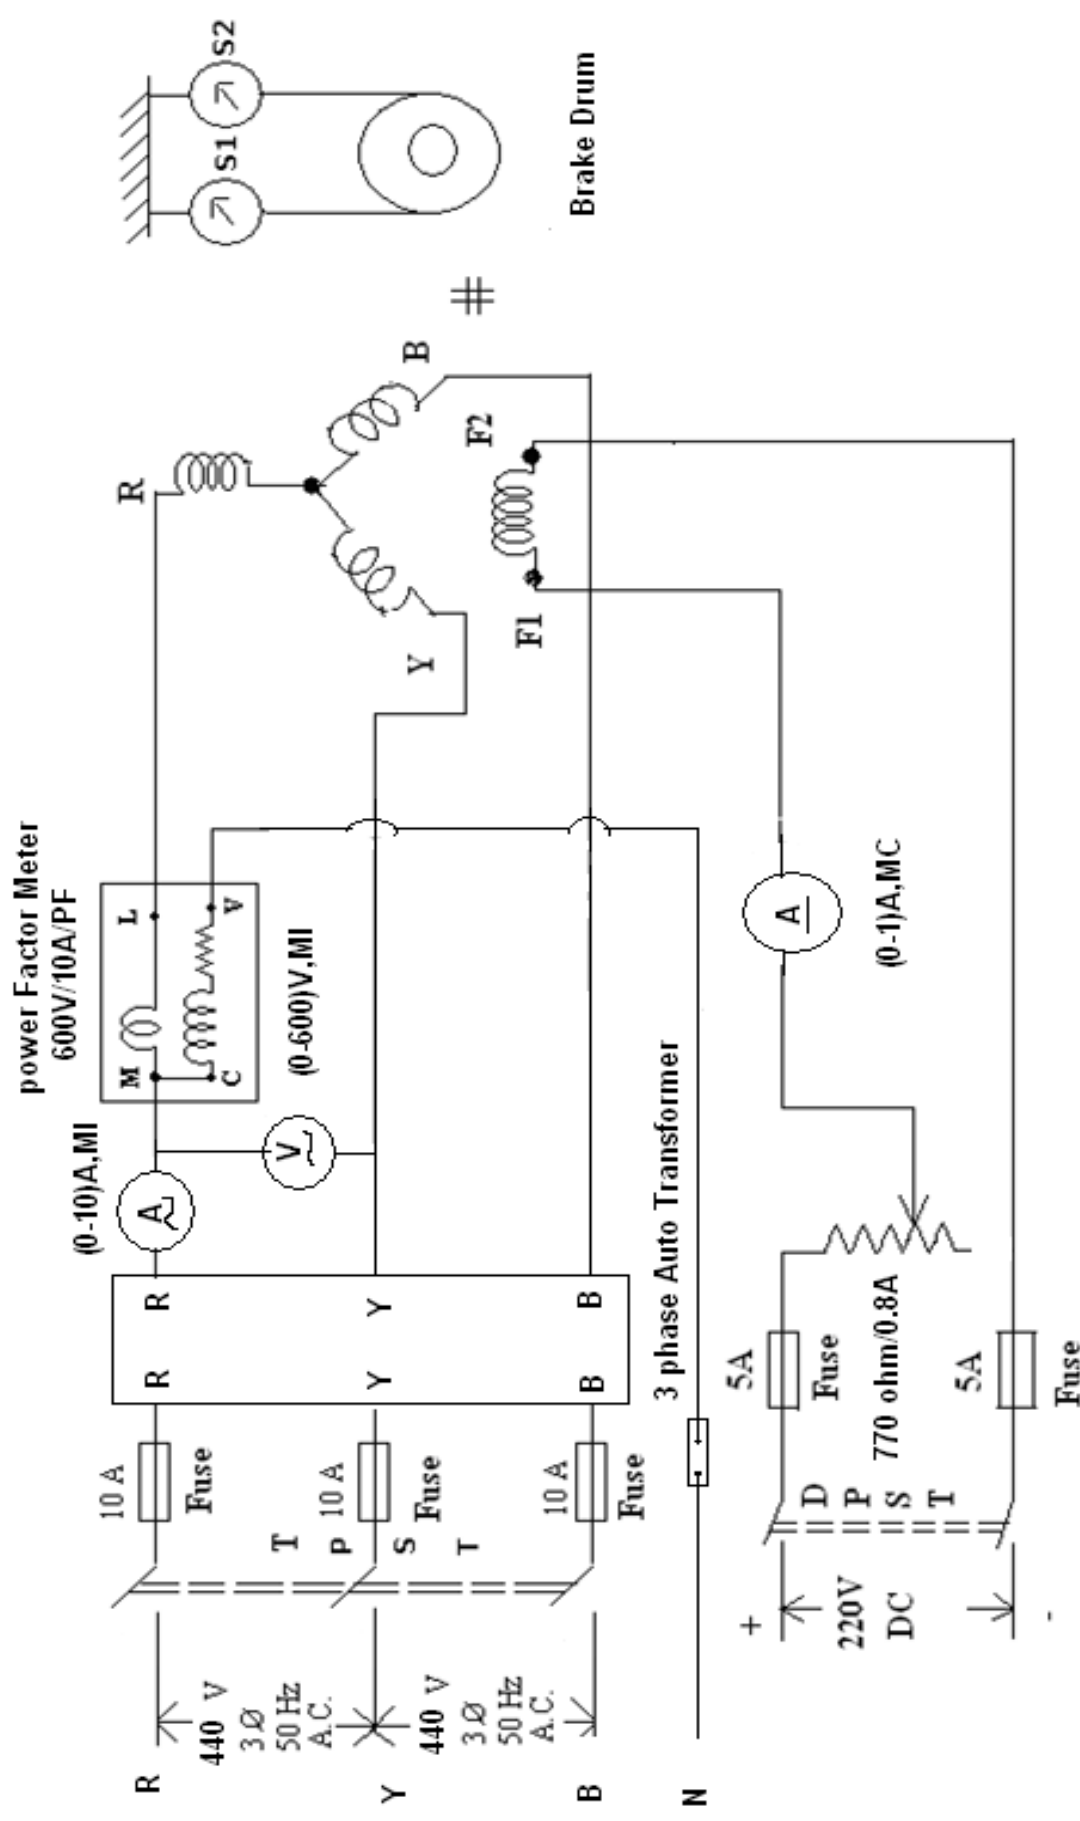 power Factor Meter
600V/10A/PF
(0-10)A,MI
M
L
C
V
A
V
(0-600)V,MI
R
Y
B
F1
F2
S1
S2
Brake Drum
R
440 V
3Ø
50 Hz
A.C.
Y
440 V
3Ø
50 Hz
A.C.
B
N
T
P
S
T
10 A
Fuse
10 A
Fuse
10 A
Fuse
R R
Y Y
B B
3 phase Auto Transformer
+
220V
DC
-
D
P
S
T
5A
Fuse
5A
Fuse
770 ohm/0.8A
A
(0-1)A,MC